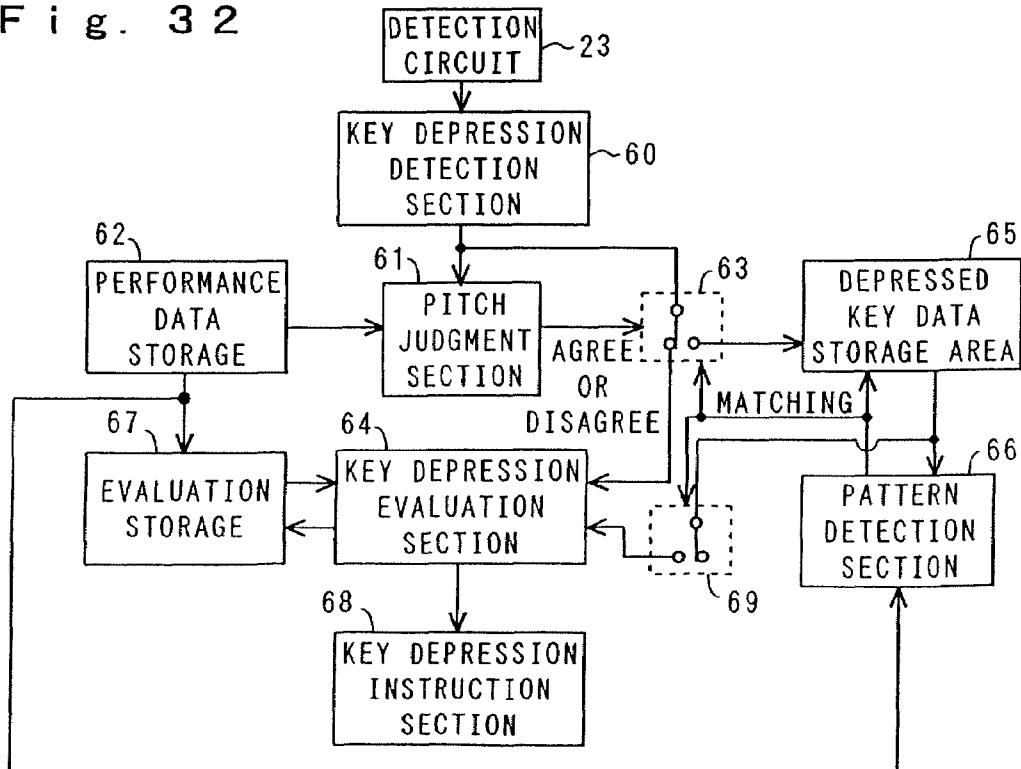 Fig. 32
DETECTION
CIRCUIT
23
KEY DEPRESSION
DETECTION
SECTION
60
62
PERFORMANCE
DATA
STORAGE
61
PITCH
JUDGMENT
SECTION
63
AGREE
OR
DISAGREE
65
DEPRESSED
KEY DATA
STORAGE AREA
MATCHING
67
EVALUATION
STORAGE
64
KEY DEPRESSION
EVALUATION
SECTION
69
66
PATTERN
DETECTION
SECTION
68
KEY DEPRESSION
INSTRUCTION
SECTION